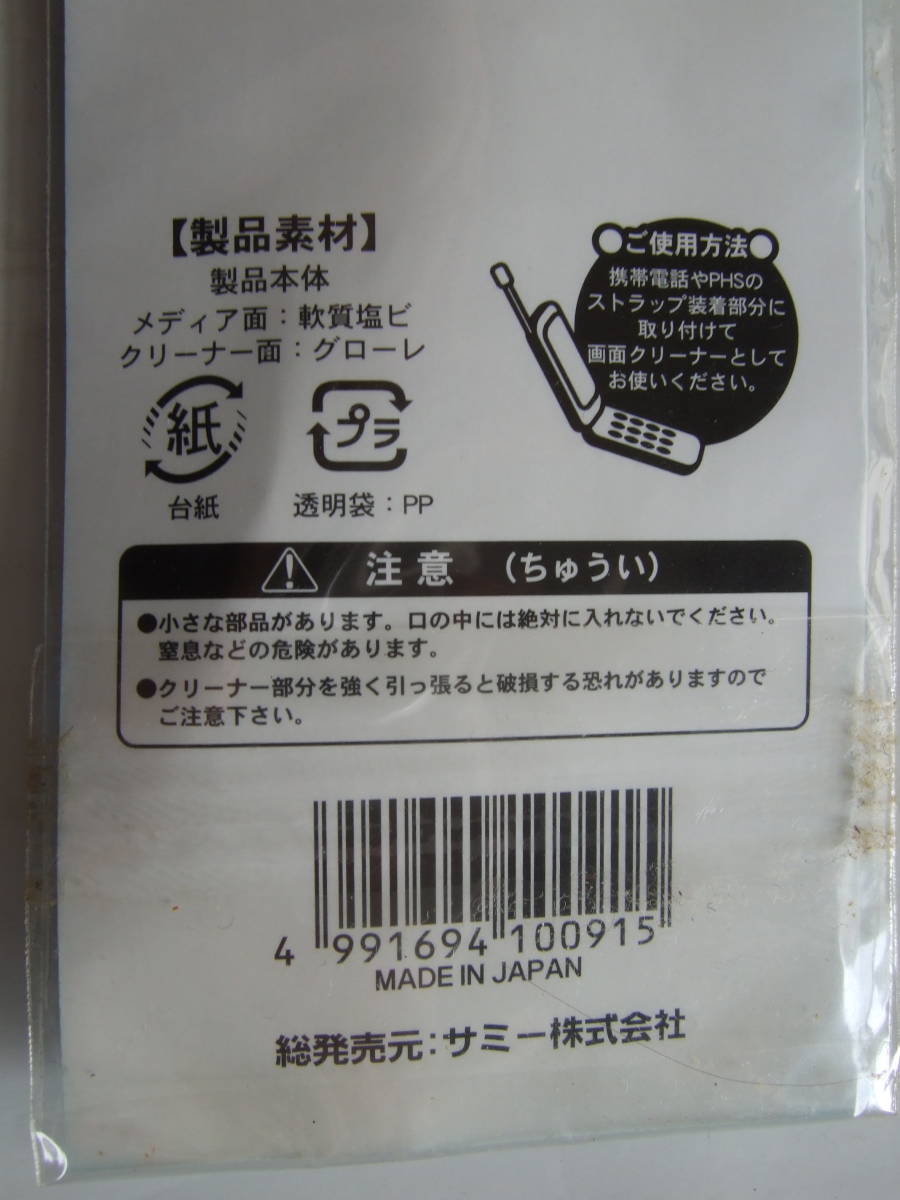 【製品素材】
製品本体
メディア面：軟質塩ビ
クリーナー面：グローレ
紙
台紙
プラ
透明袋：PP
ご使用方法
携帯電話やPHSの
ストラップ装着部分に
取り付けて
画面クリーナーとして
お使いください。
注意 （ちゅうい）
●小さな部品があります。口の中には絶対に入れないでください。
窒息などの危険があります。
●クリーナー部分を強く引っ張ると破損する恐れがありますので
ご注意下さい。
4 991694 100915
MADE IN JAPAN
総発売元：サミー株式会社